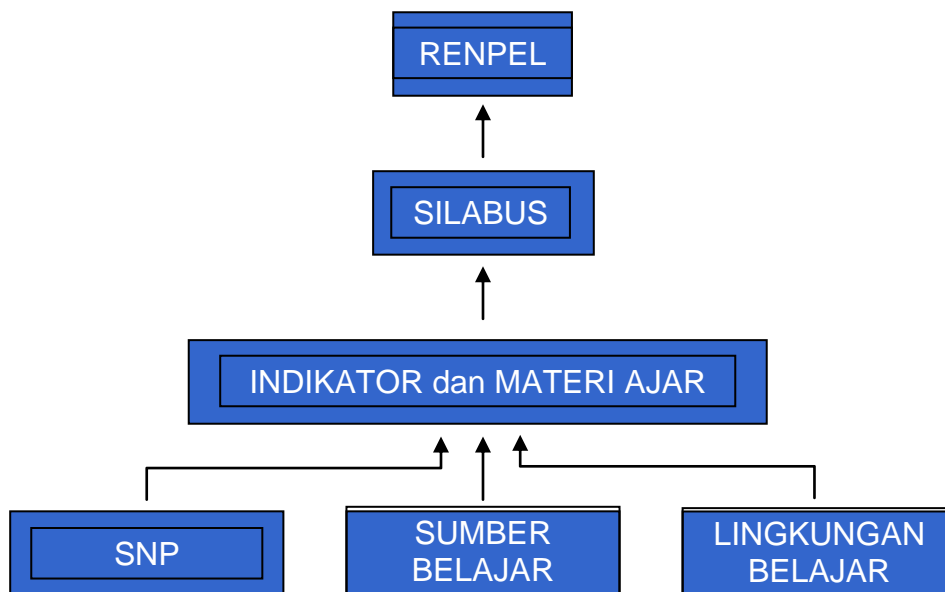 RENPEL
SILABUS
INDIKATOR dan MATERI AJAR
SNP
SUMBER
BELAJAR
LINGKUNGAN
BELAJAR